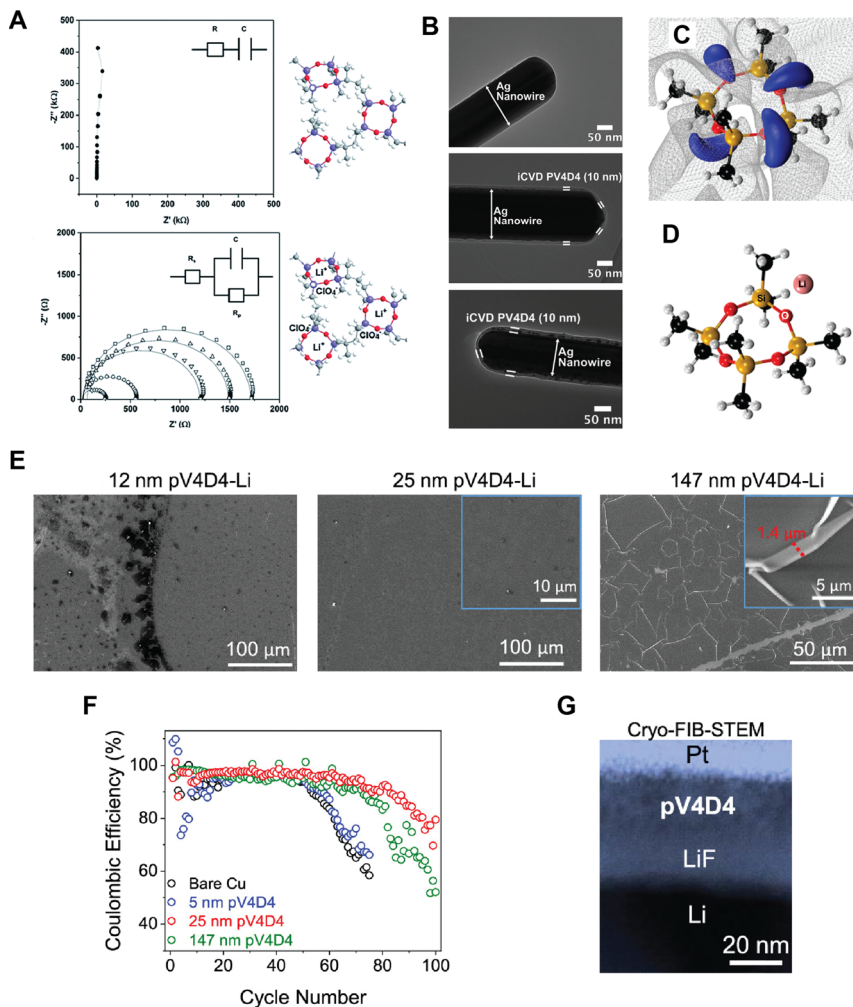 A
500
400
300
200
100
0
-Z'' (kΩ)
0 100 200 300 400 500
Z' (kΩ)
R C
2000
1500
1000
500
0
-Z'' (Ω)
0 500 1000 1500 2000
Z' (Ω)
Rs
C
Rp
Li+
ClO4-
Li+
ClO4-
Li+
ClO4-
B
Ag
Nanowire
50 nm
iCVD PV4D4 (10 nm)
Ag
Nanowire
50 nm
iCVD PV4D4 (10 nm)
Ag
Nanowire
50 nm
C
D
Li
Si
O
E
12 nm pV4D4-Li
100 μm
25 nm pV4D4-Li
10 μm
100 μm
147 nm pV4D4-Li
1.4 μm
5 μm
50 μm
F
Coulombic Efficiency (%)
100
80
60
40
Bare Cu
5 nm pV4D4
25 nm pV4D4
147 nm pV4D4
0 20 40 60 80 100
Cycle Number
G
Cryo-FIB-STEM
Pt
pV4D4
LiF
Li
20 nm